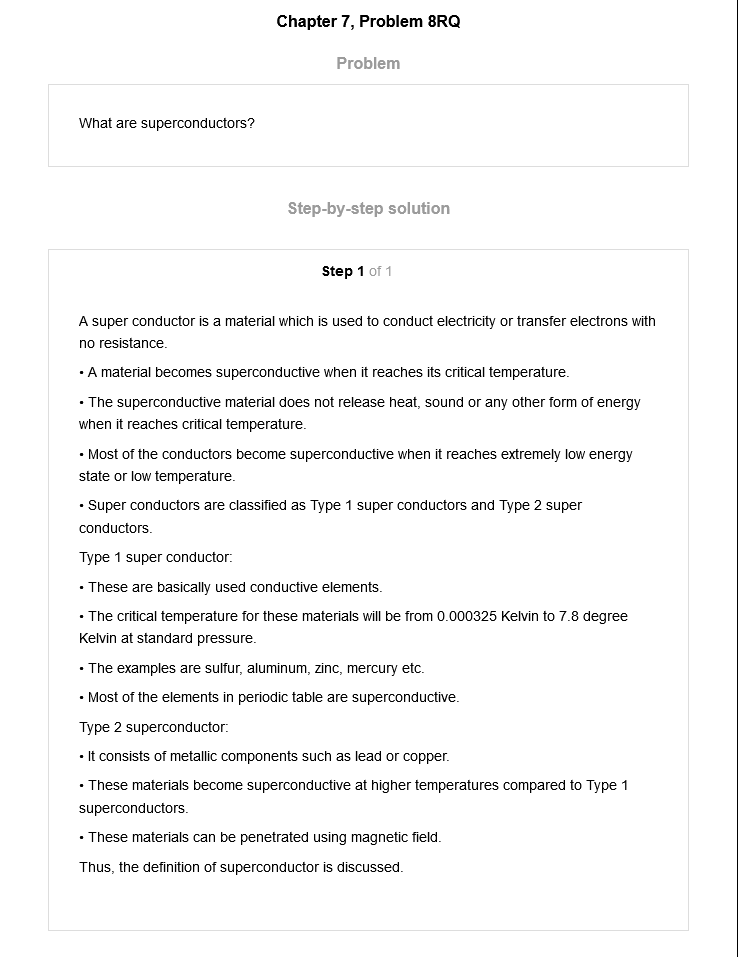 Chapter 7, Problem 8RQ
Problem
What are superconductors?
Step-by-step solution
Step 1 of 1
A super conductor is a material which is used to conduct electricity or transfer electrons with
no resistance.
• A material becomes superconductive when it reaches its critical temperature.
• The superconductive material does not release heat, sound or any other form of energy
when it reaches critical temperature.
• Most of the conductors become superconductive when it reaches extremely low energy
state or low temperature.
• Super conductors are classified as Type 1 super conductors and Type 2 super
conductors.
Type 1 super conductor:
• These are basically used conductive elements.
• The critical temperature for these materials will be from 0.000325 Kelvin to 7.8 degree
Kelvin at standard pressure.
• The examples are sulfur, aluminum, zinc, mercury etc.
• Most of the elements in periodic table are superconductive.
Type 2 superconductor:
• It consists of metallic components such as lead or copper.
• These materials become superconductive at higher temperatures compared to Type 1
superconductors.
• These materials can be penetrated using magnetic field.
Thus, the definition of superconductor is discussed.